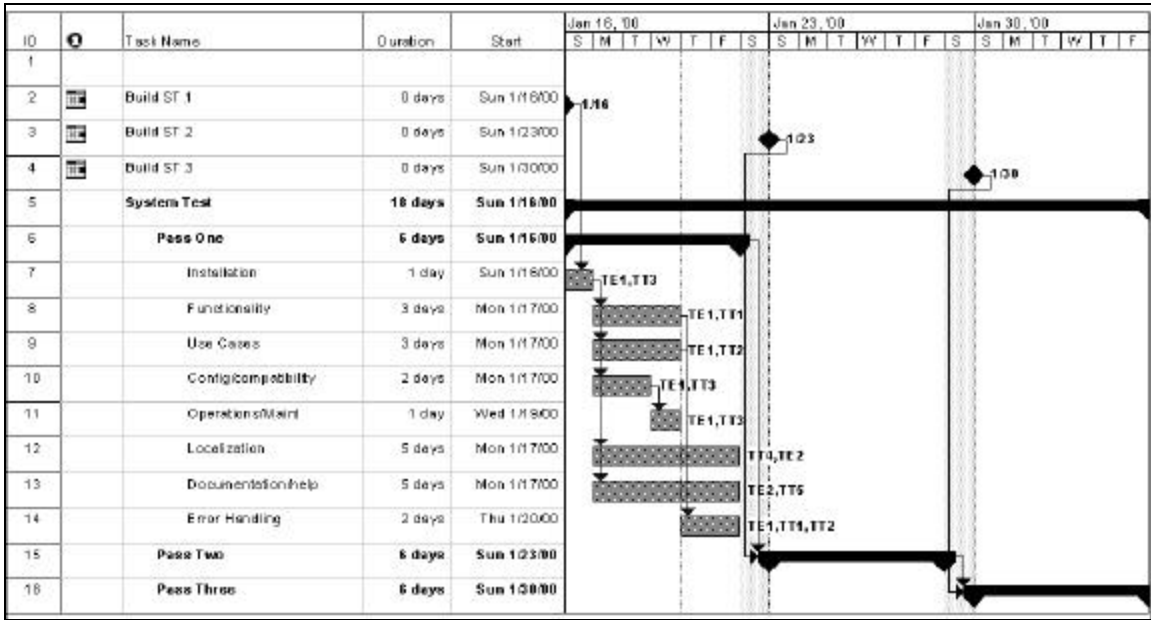 Jan 16, '00 Jan 23, '00 Jan 30, '00
ID Task Name Duration Start S M T W T F S S M T W T F S S M T W T F
1
2 Build ST 1 0 days Sun 1/16/00 1/16
3 Build ST 2 0 days Sun 1/23/00 1/23
4 Build ST 3 0 days Sun 1/30/00 1/30
5 System Test 18 days Sun 1/16/00
6 Pass One 6 days Sun 1/16/00
7 Installation 1 day Sun 1/16/00 TE1,TT3
8 Functionality 3 days Mon 1/17/00 TE1,TT1
9 Use Cases 3 days Mon 1/17/00 TE1,TT2
10 Config/compatibility 2 days Mon 1/17/00 TE1,TT3
11 Operations/Maint 1 day Wed 1/19/00 TE1,TT3
12 Localization 5 days Mon 1/17/00 TT4,TE2
13 Documentation/help 5 days Mon 1/17/00 TE2,TT5
14 Error Handling 2 days Thu 1/20/00 TE1,TT1,TT2
15 Pass Two 6 days Sun 1/23/00
16 Pass Three 6 days Sun 1/30/00